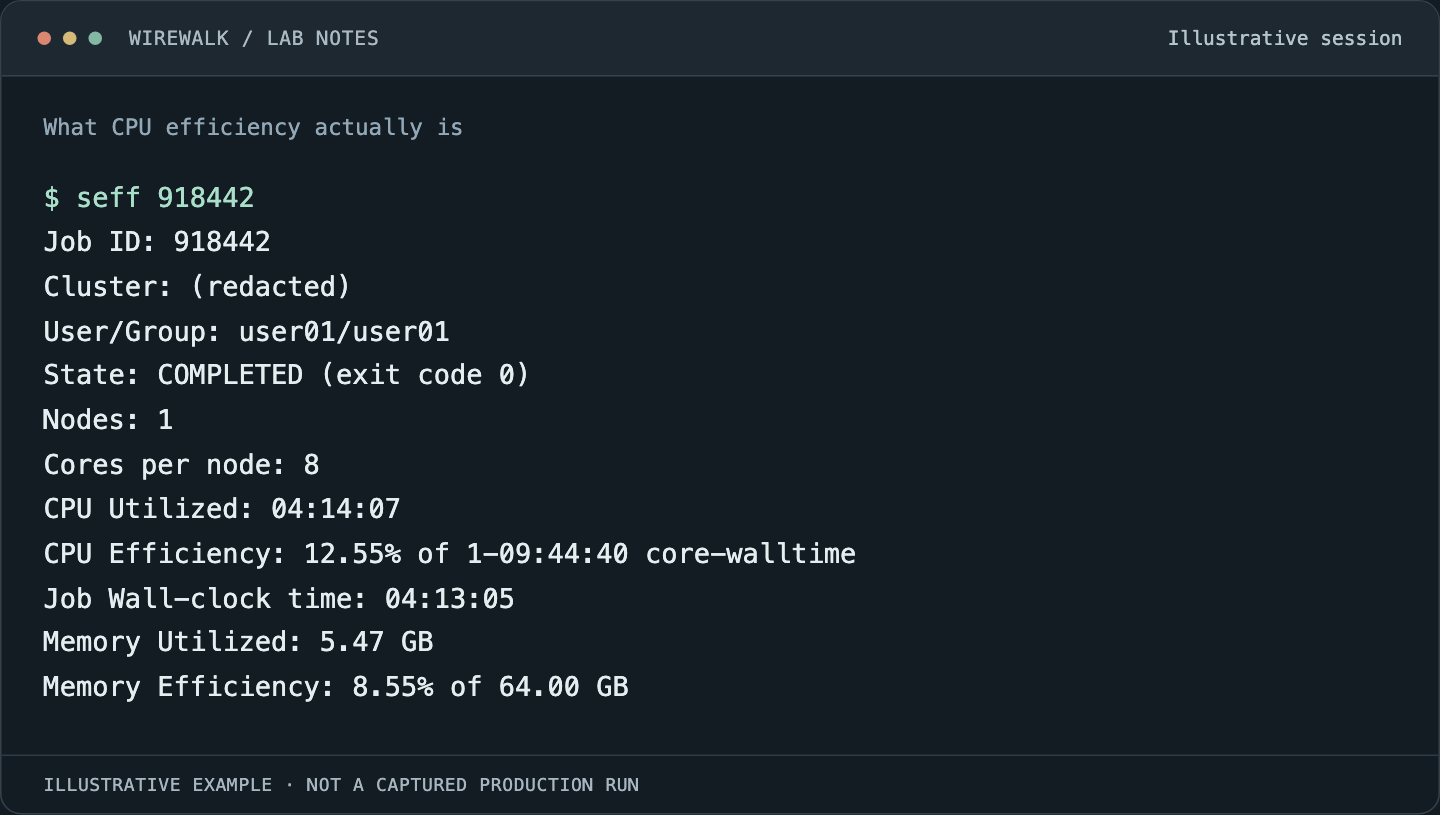 WIREWALK / LAB NOTES
Illustrative session
What CPU efficiency actually is
$ seff 918442
Job ID: 918442
Cluster: (redacted)
User/Group: user01/user01
State: COMPLETED (exit code 0)
Nodes: 1
Cores per node: 8
CPU Utilized: 04:14:07
CPU Efficiency: 12.55% of 1-09:44:40 core-walltime
Job Wall-clock time: 04:13:05
Memory Utilized: 5.47 GB
Memory Efficiency: 8.55% of 64.00 GB
ILLUSTRATIVE EXAMPLE · NOT A CAPTURED PRODUCTION RUN